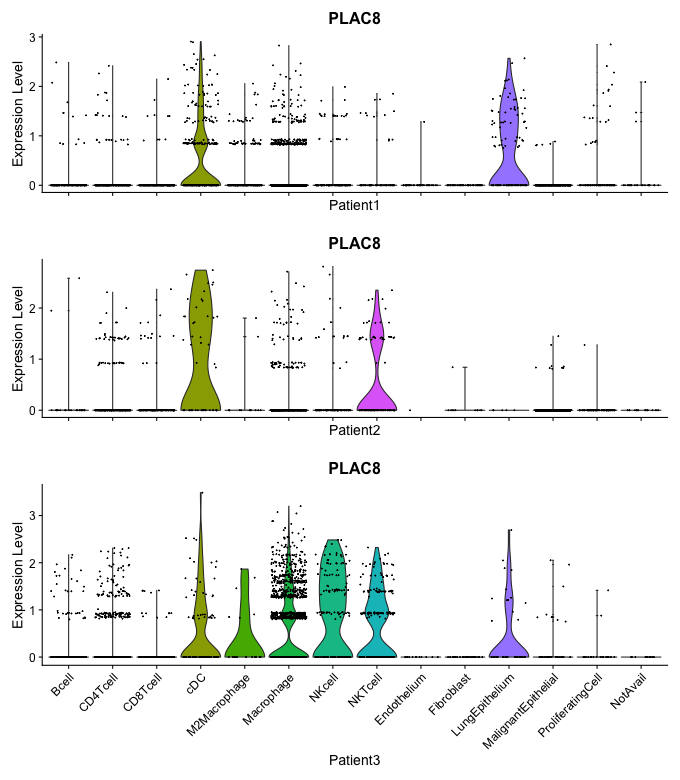 PLAC8
Expression Level
3
2
1
0
Patient1
PLAC8
Expression Level
2
1
0
Patient2
PLAC8
Expression Level
3
2
1
0
Bcell
CD4Tcell
CD8Tcell
cDC
M2Macrophage
Macrophage
NKcell
NKTcell
Endothelium
Fibroblast
LungEpithelium
MalignantEpithelial
ProliferatingCell
NotAvail
Patient3